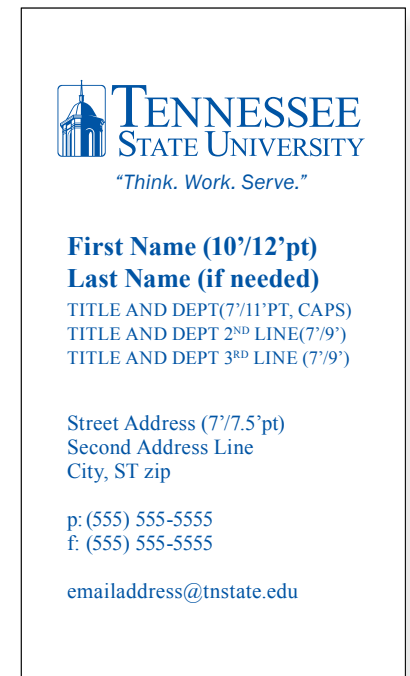 TENNESSEE
STATE UNIVERSITY
“Think. Work. Serve.”
First Name (10’/12’pt)
Last Name (if needed)
TITLE AND DEPT(7’/11’PT, CAPS)
TITLE AND DEPT 2ND LINE(7’/9’)
TITLE AND DEPT 3RD LINE (7’/9’)
Street Address (7’/7.5’pt)
Second Address Line
City, ST zip
p: (555) 555-5555
f: (555) 555-5555
emailaddress@tnstate.edu